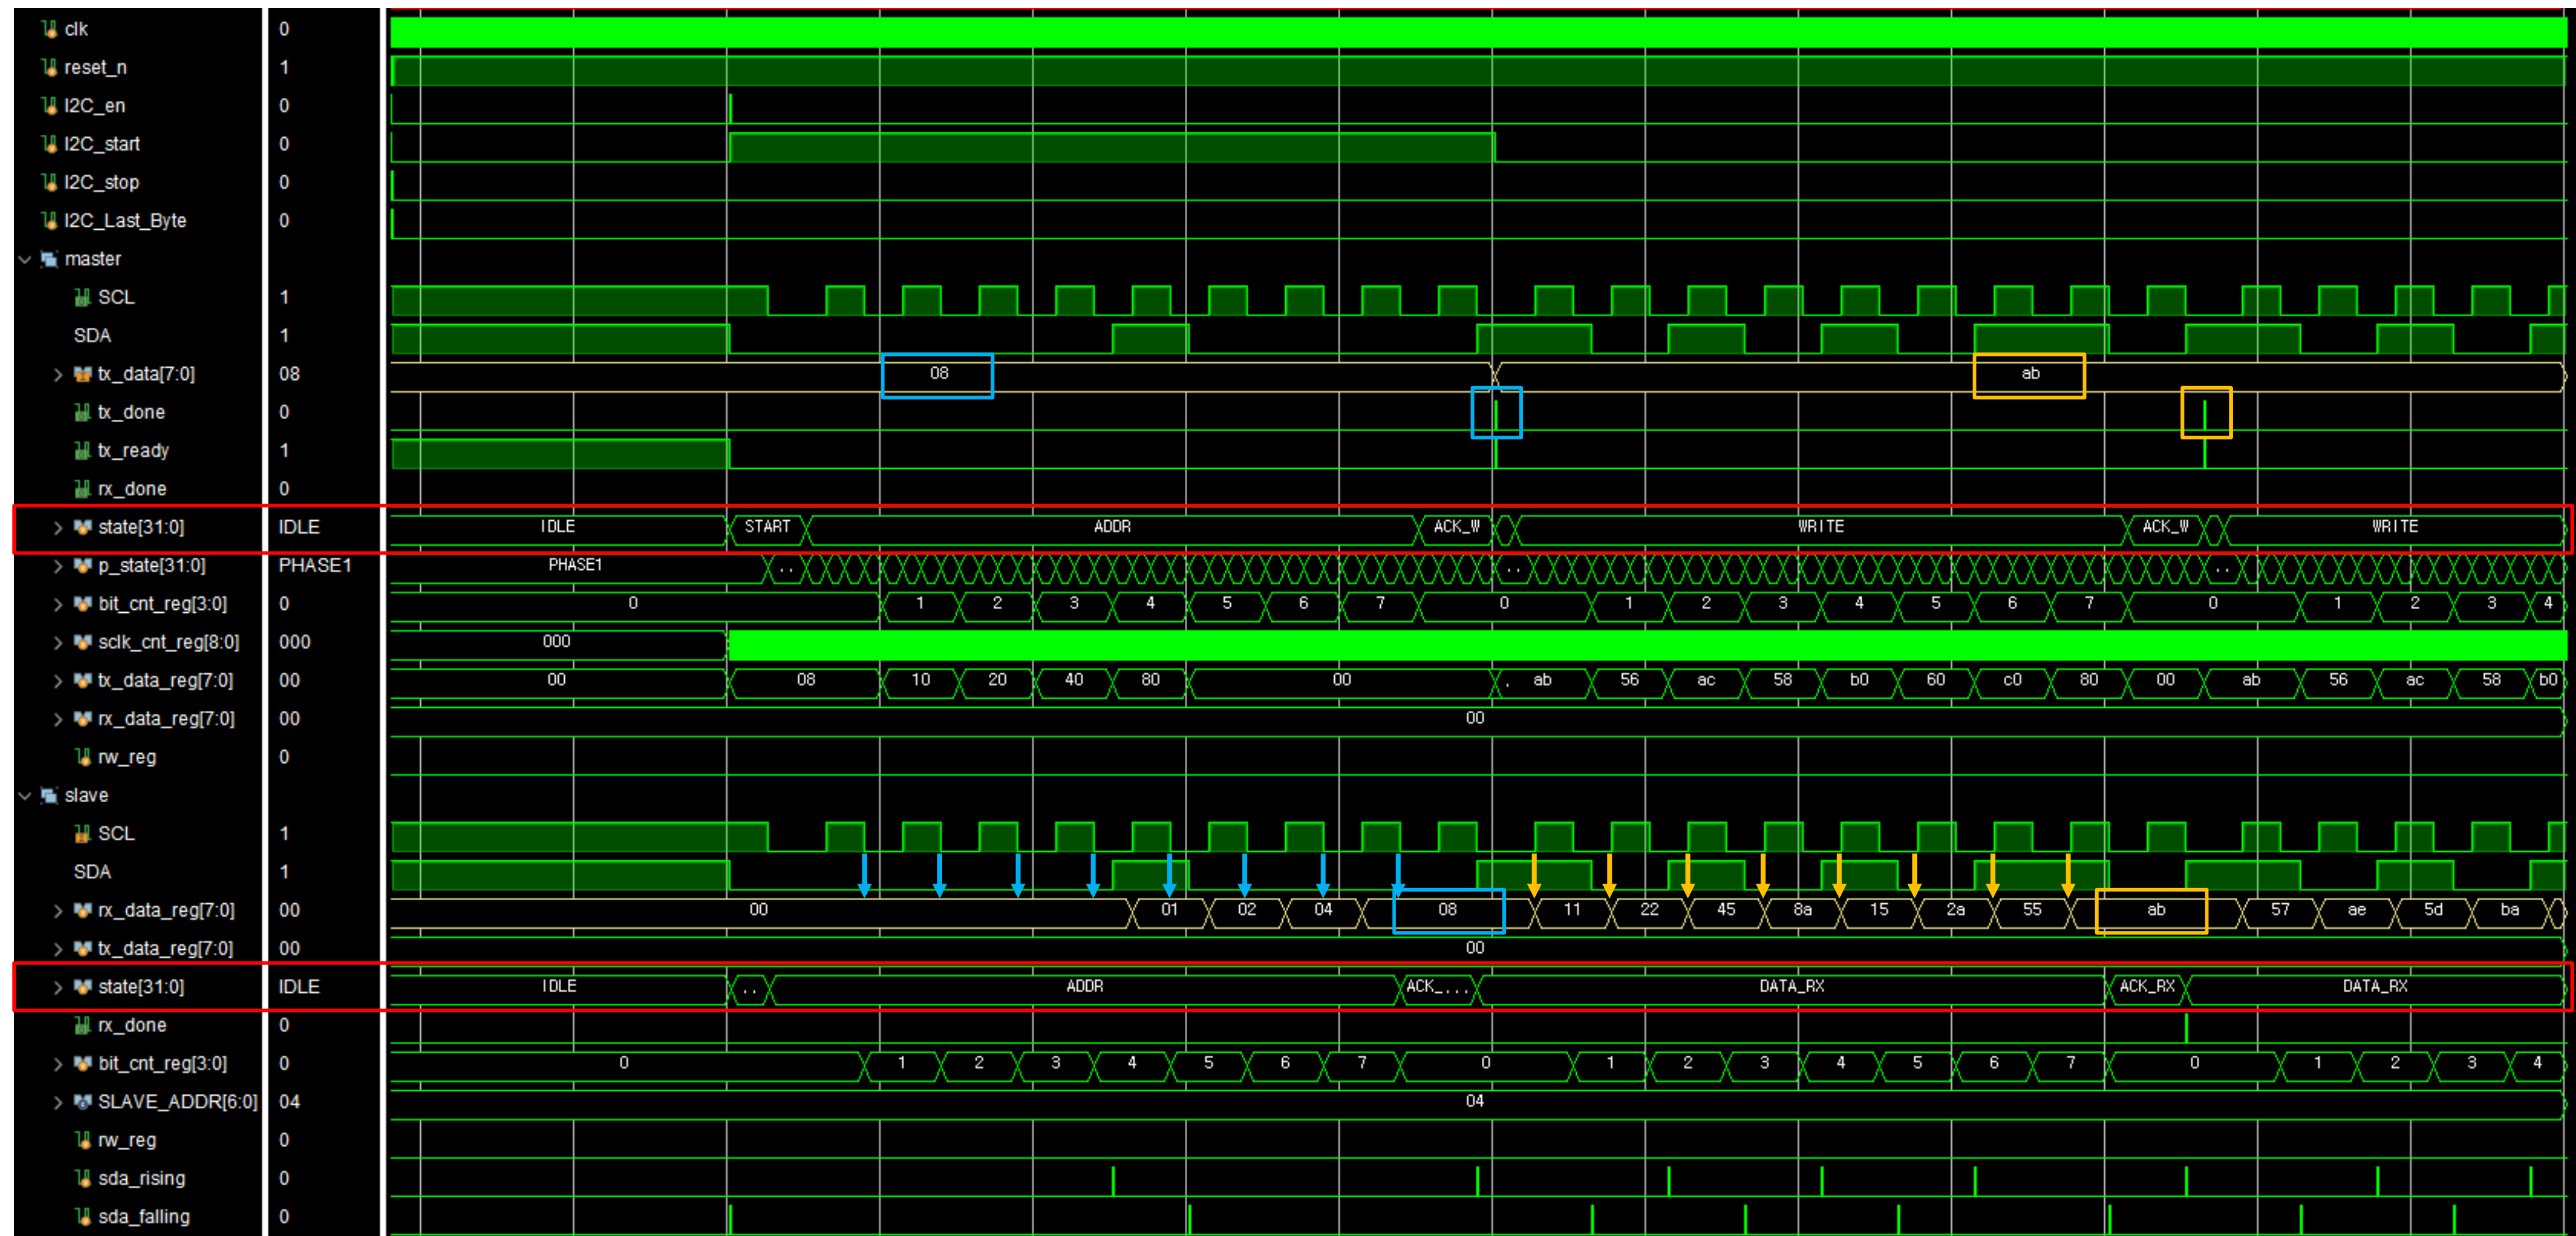 clk 0
reset_n 1
I2C_en 0
I2C_start 0
I2C_stop 0
I2C_Last_Byte 0
master
SCL 1
SDA 1
tx_data[7:0] 08 08 ab
tx_done 0
tx_ready 1
rx_done 0
state[31:0] IDLE IDLE START ADDR ACK_W WRITE ACK_W WRITE
p_state[31:0] PHASE1 PHASE1 .. .. ..
bit_cnt_reg[3:0] 0 0 1 2 3 4 5 6 7 0 1 2 3 4 5 6 7 0 1 2 3 4
sclk_cnt_reg[8:0] 000 000
tx_data_reg[7:0] 00 00 08 10 20 40 80 00 . ab 56 ac 58 b0 60 c0 80 00 ab 56 ac 58 b0
rx_data_reg[7:0] 00 00
rw_reg 0
slave
SCL 1
SDA 1
rx_data_reg[7:0] 00 00 01 02 04 08 11 22 45 8a 15 2a 55 ab 57 ae 5d ba
tx_data_reg[7:0] 00 00
state[31:0] IDLE IDLE .. ADDR ACK_... DATA_RX ACK_RX DATA_RX
rx_done 0
bit_cnt_reg[3:0] 0 0 1 2 3 4 5 6 7 0 1 2 3 4 5 6 7 0 1 2 3 4
SLAVE_ADDR[6:0] 04 04
rw_reg 0
sda_rising 0
sda_falling 0